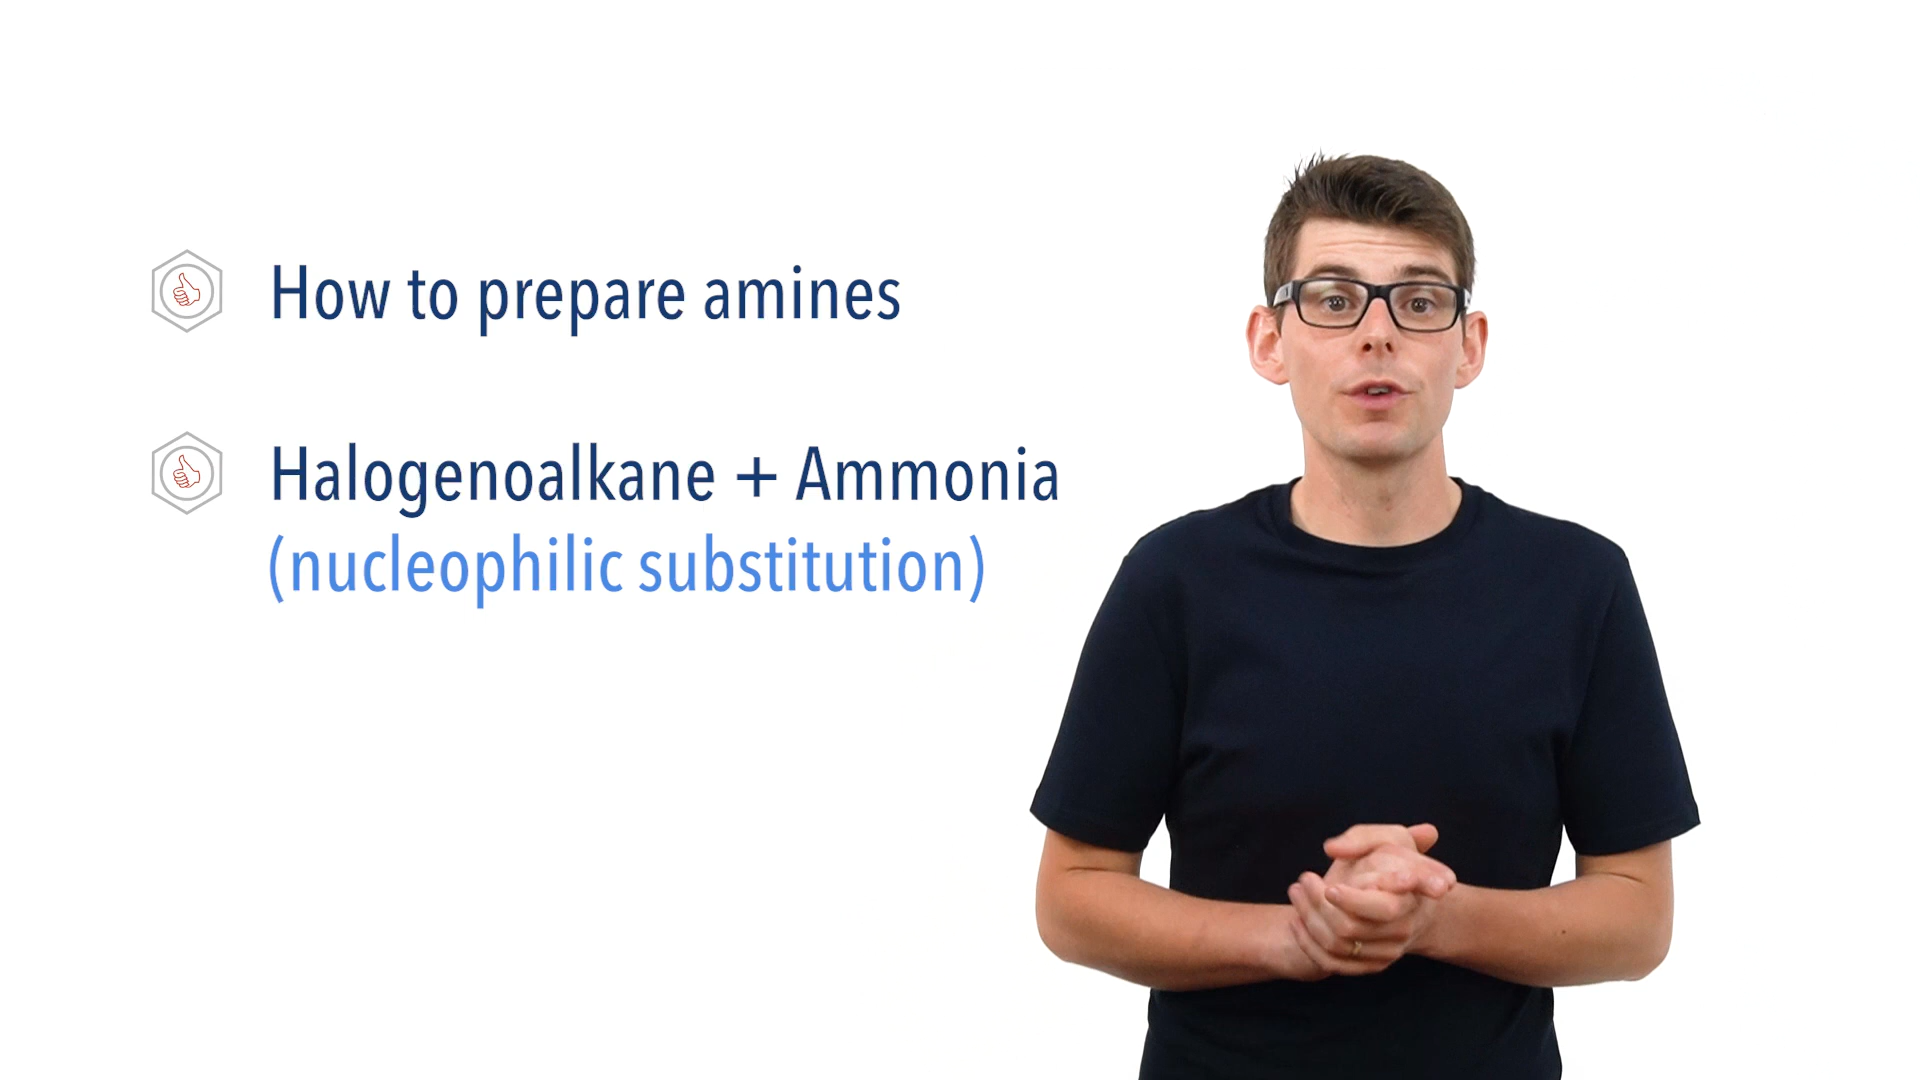 How to prepare amines
Halogenoalkane + Ammonia
(nucleophilic substitution)